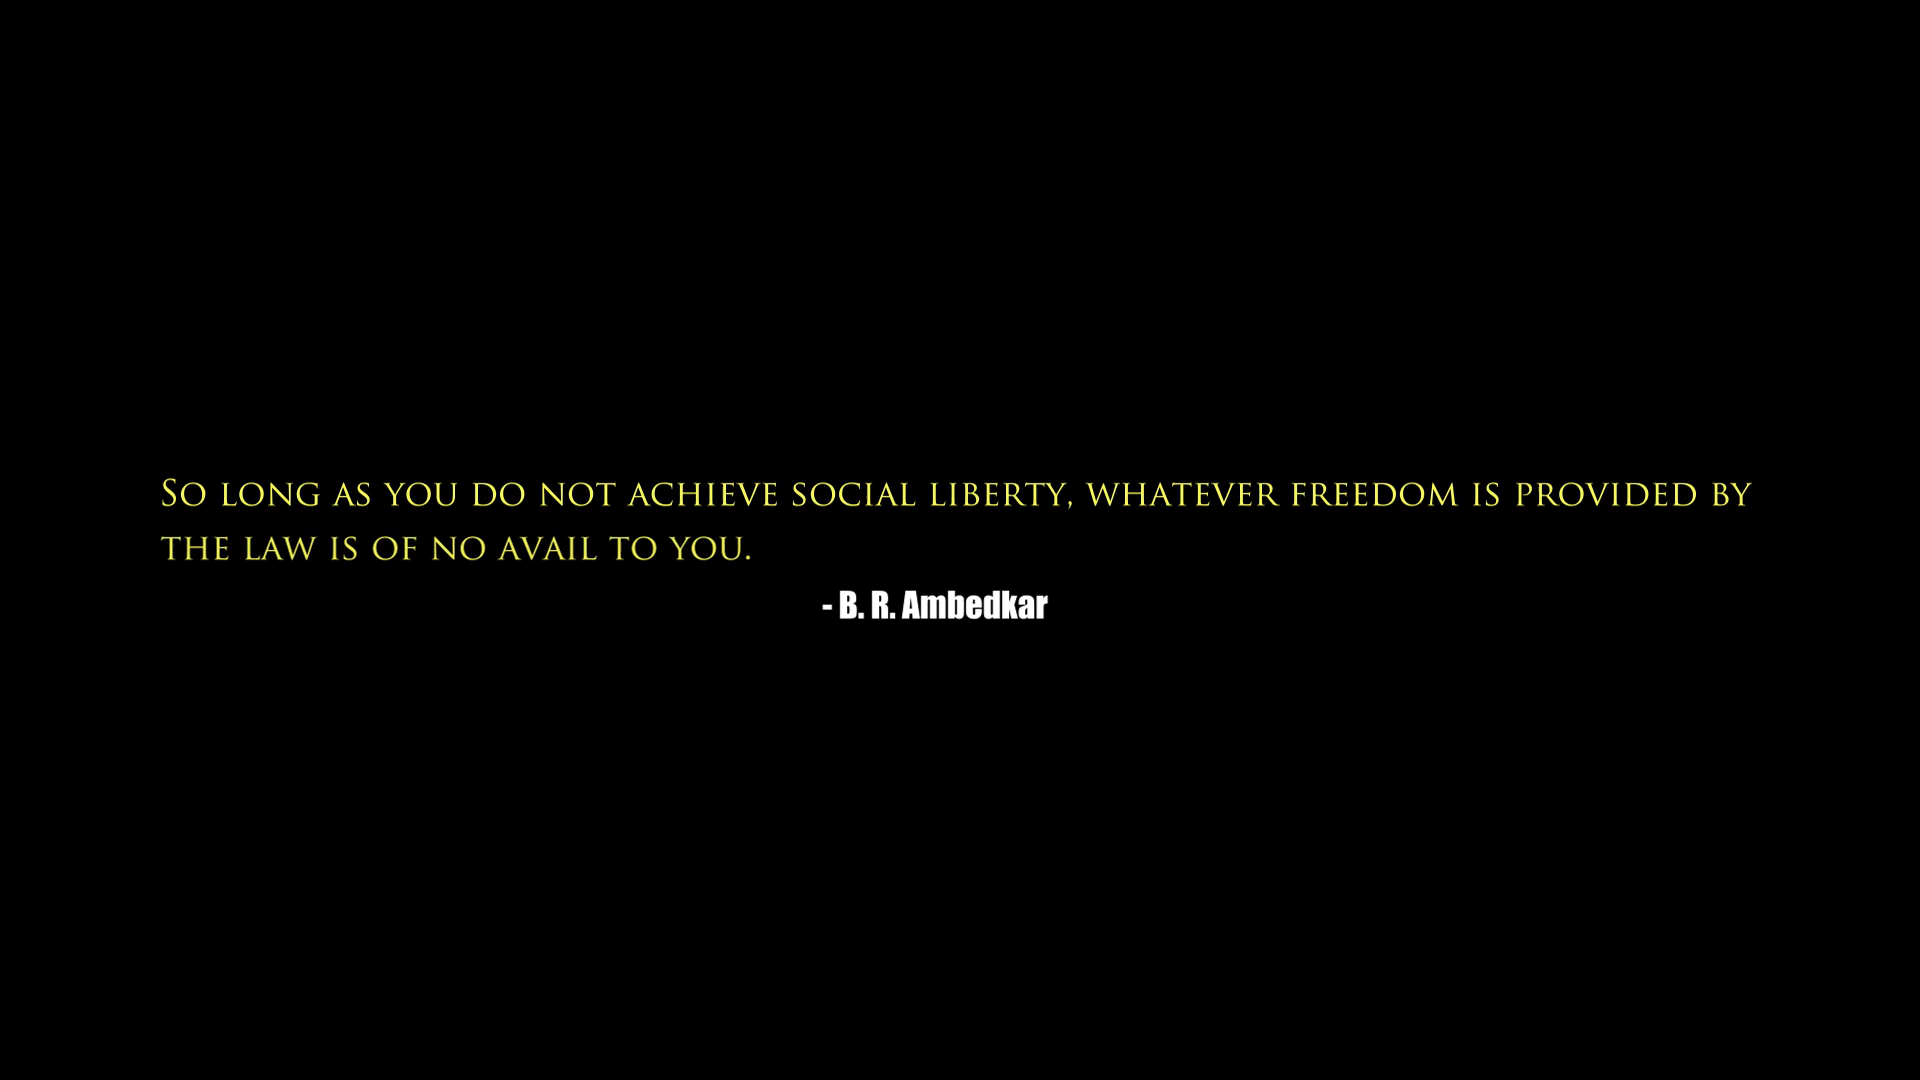 So long as you do not achieve social liberty, whatever freedom is provided by
the law is of no avail to you.
- B. R. Ambedkar